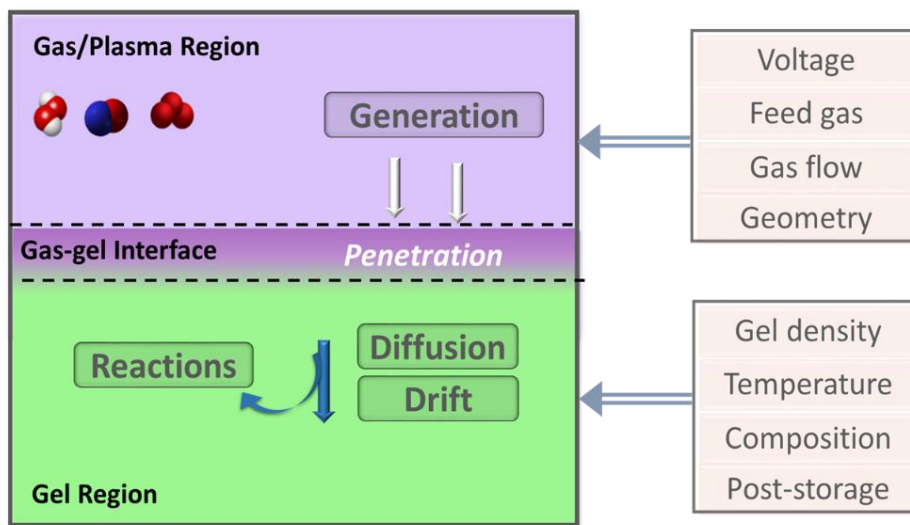 Gas/Plasma Region
Generation
Gas-gel Interface
Penetration
Reactions
Diffusion
Drift
Gel Region
Voltage
Feed gas
Gas flow
Geometry
Gel density
Temperature
Composition
Post-storage